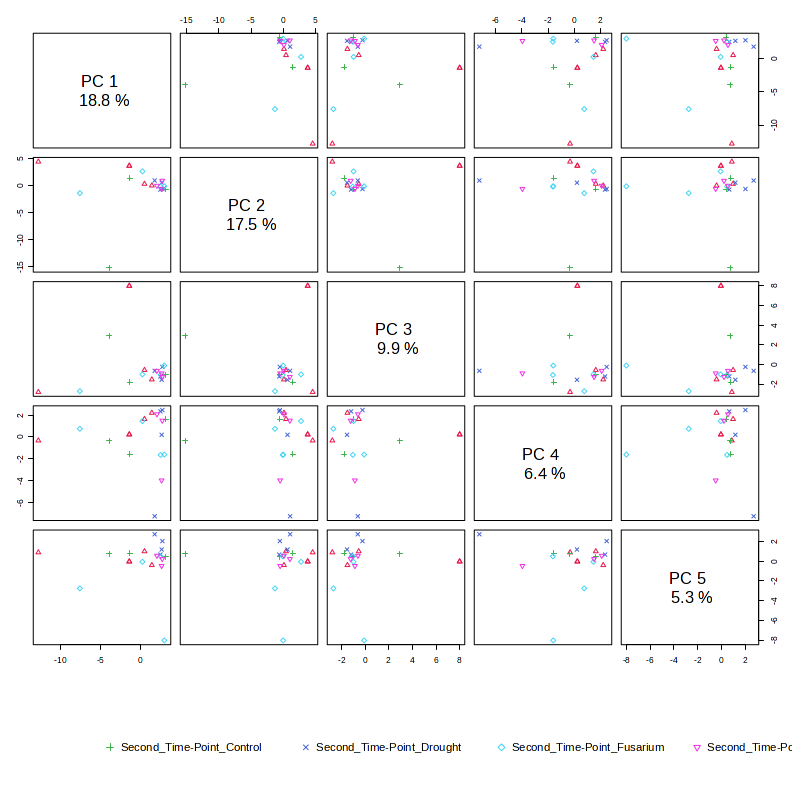 -15 -10 -5 0 5
-6 -4 -2 0 2
PC 1
18.8 %
0
-5
-10
5
0
-5
-10
-15
PC 2
17.5 %
PC 3
9.9 %
8
6
4
2
0
-2
2
0
-2
-4
-6
PC 4
6.4 %
PC 5
5.3 %
2
0
-2
-4
-6
-8
-10 -5 0
-2 0 2 4 6 8
-8 -6 -4 -2 0 2
Second_Time-Point_Control Second_Time-Point_Drought Second_Time-Point_Fusarium Second_Time-Po